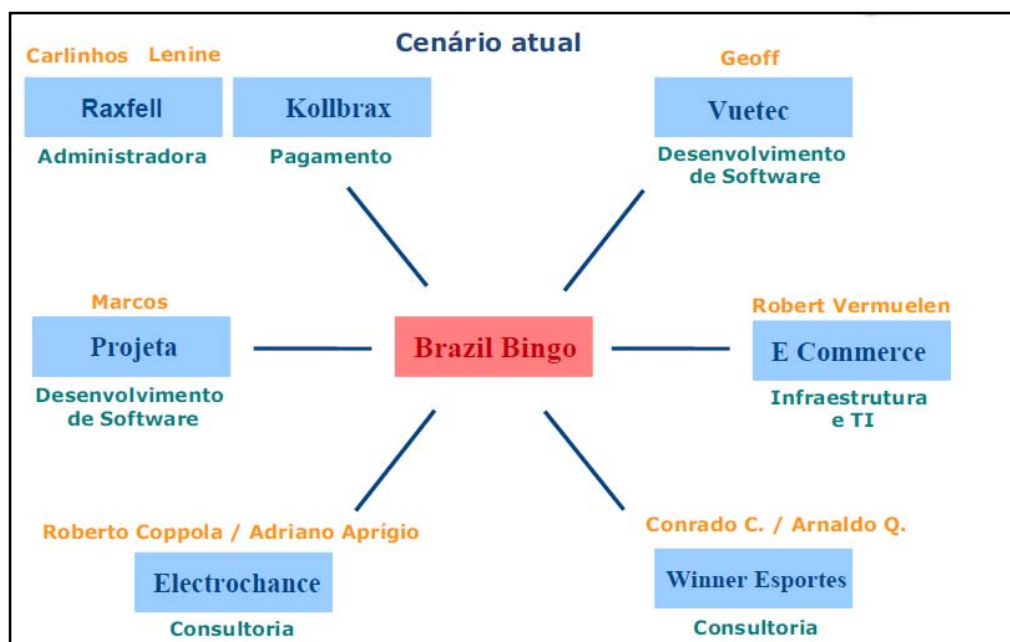 Cenário atual
Carlinhos Lenine
Raxfell
Administradora
Kollbrax
Pagamento
Geoff
Vuetec
Desenvolvimento
de Software
Marcos
Projeta
Desenvolvimento
de Software
Brazil Bingo
Robert Vermuelen
E Commerce
Infraestrutura
e TI
Roberto Coppola / Adriano Aprígio
Electrochance
Consultoria
Conrado C. / Arnaldo Q.
Winner Esportes
Consultoria